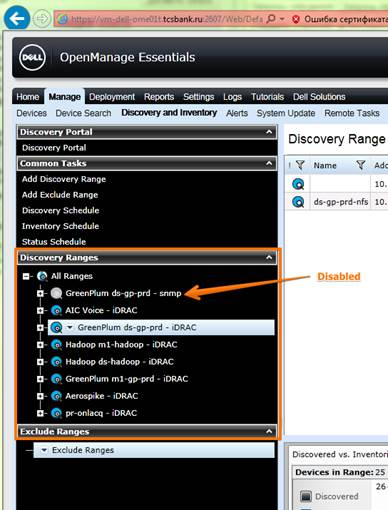 https://vm-dell-ome01t.tcsbank.ru:2607/Web/Defa
Ошибка сертификата
DELL
OpenManage Essentials
Home Manage Deployment Reports Settings Logs Tutorials Dell Solutions
Devices Device Search Discovery and Inventory Alerts System Update Remote Tasks
Discovery Portal
Discovery Portal
Common Tasks
Add Discovery Range
Add Exclude Range
Discovery Schedule
Inventory Schedule
Status Schedule
Discovery Ranges
All Ranges
GreenPlum ds-gp-prd - snmp
AIC Voice - iDRAC
GreenPlum ds-gp-prd - iDRAC
Hadoop m1-hadoop - iDRAC
Hadoop ds-hadoop - iDRAC
GreenPlum m1-gp-prd - iDRAC
Aerospike - iDRAC
pr-onlacq - iDRAC
Exclude Ranges
Exclude Ranges
Discovery Range
! Name Add
10.
ds-gp-prd-nfs 10.
Disabled
Discovered vs. Inventori
Devices in Range: 25
26
Discovered